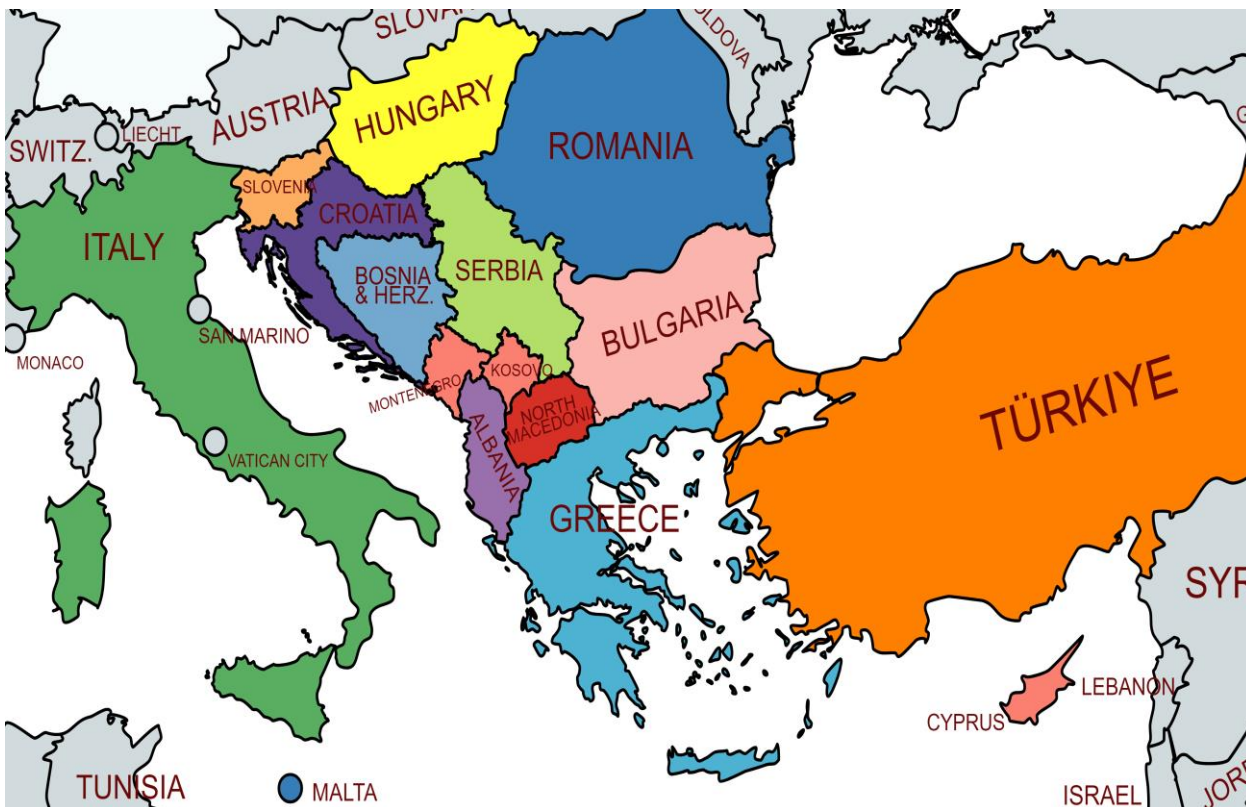 SLOVAK
MOLDOVA
AUSTRIA
HUNGARY
ROMANIA
SWITZ.
LIECHT
SLOVENIA
CROATIA
ITALY
BOSNIA
& HERZ.
SERBIA
BULGARIA
SAN MARINO
MONACO
MONTENEGRO
KOSOVO
NORTH
MACEDONIA
TÜRKIYE
ALBANIA
VATICAN CITY
GREECE
SYR
LEBANON
CYPRUS
TUNISIA
MALTA
ISRAEL
JOR